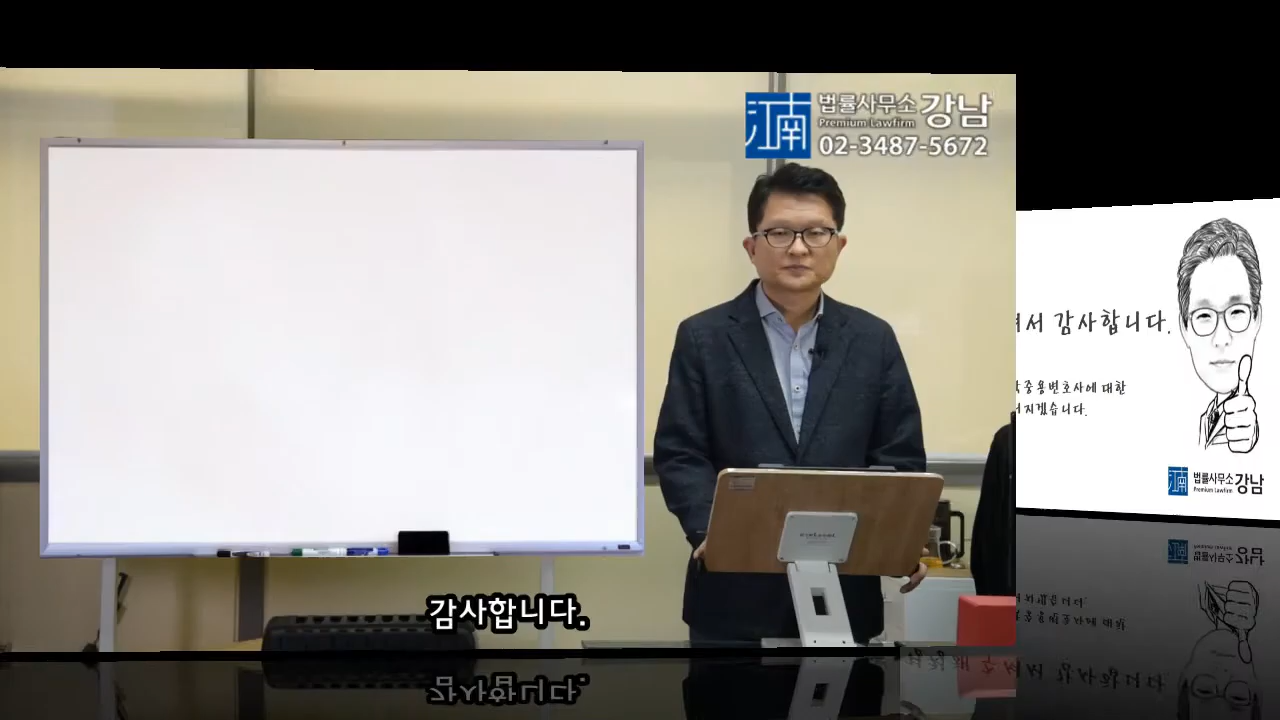 법률사무소 강남
Premium Lawfirm
02-3487-5672
감사합니다.
서 감사합니다.
중용변호사에 대한
지겠습니다.
법률사무소 강남
Premium Lawfirm